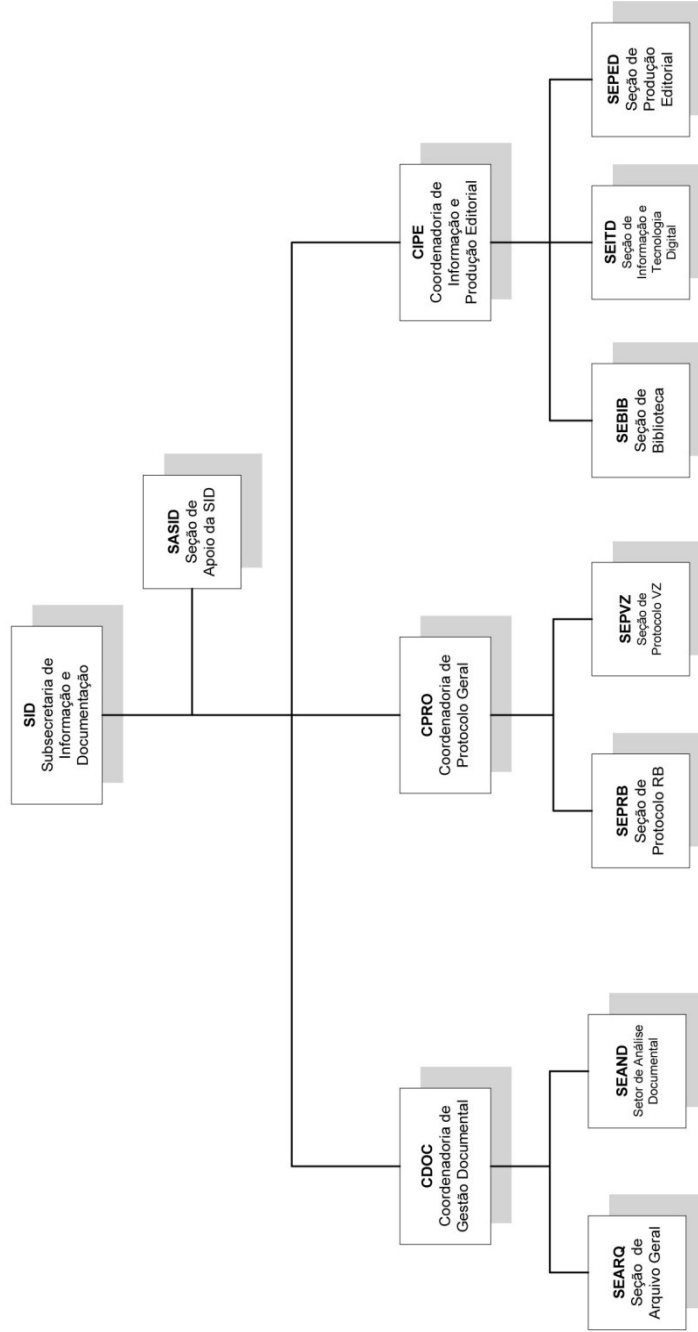 SID
Subsecretaria de
Informação e
Documentação
SASID
Seção de
Apoio da SID
CDOC
Coordenadoria de
Gestão Documental
CPRO
Coordenadoria de
Protocolo Geral
CIPE
Coordenadoria de
Informação e
Produção Editorial
SEARQ
Seção de
Arquivo Geral
SEAND
Setor de Análise
Documental
SEPRB
Seção de
Protocolo RB
SEPVZ
Seção de
Protocolo VZ
SEBIB
Seção de
Biblioteca
SEITD
Seção de
Informação e
Tecnologia
Digital
SEPED
Seção de
Produção
Editorial